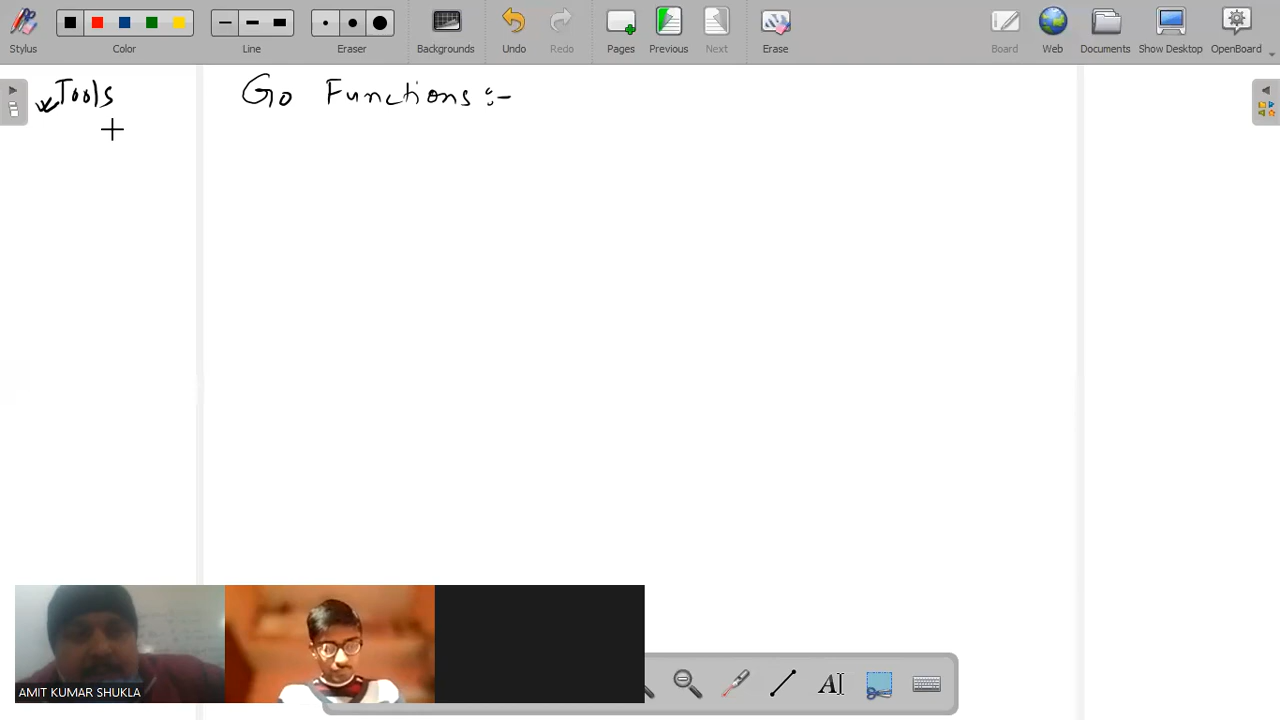 Stylus Color Line Eraser Backgrounds Undo Redo Pages Previous Next Erase Board Web Documents Show Desktop OpenBoard
Tools
Go Functions :-
AMIT KUMAR SHUKLA